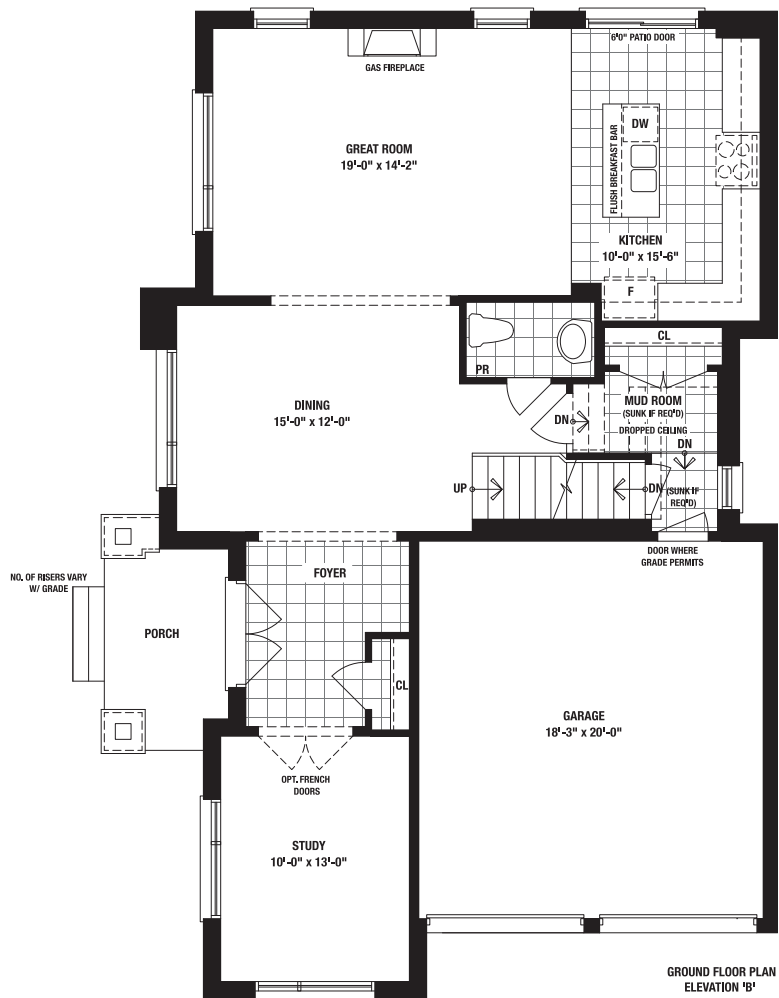 6'0" PATIO DOOR
GAS FIREPLACE
DW
FLUSH BREAKFAST BAR
GREAT ROOM
19'-0" x 14'-2"
KITCHEN
10'-0" x 15'-6"
F
CL
PR
MUD ROOM
(SUNK IF REQ'D)
DROPPED CEILING
DINING
15'-0" x 12'-0"
DN
DN
UP
DN
(SUNK IF
REQ'D)
DOOR WHERE
GRADE PERMITS
FOYER
NO. OF RISERS VARY
W/ GRADE
PORCH
CL
GARAGE
18'-3" x 20'-0"
OPT. FRENCH
DOORS
STUDY
10'-0" x 13'-0"
GROUND FLOOR PLAN
ELEVATION 'B'